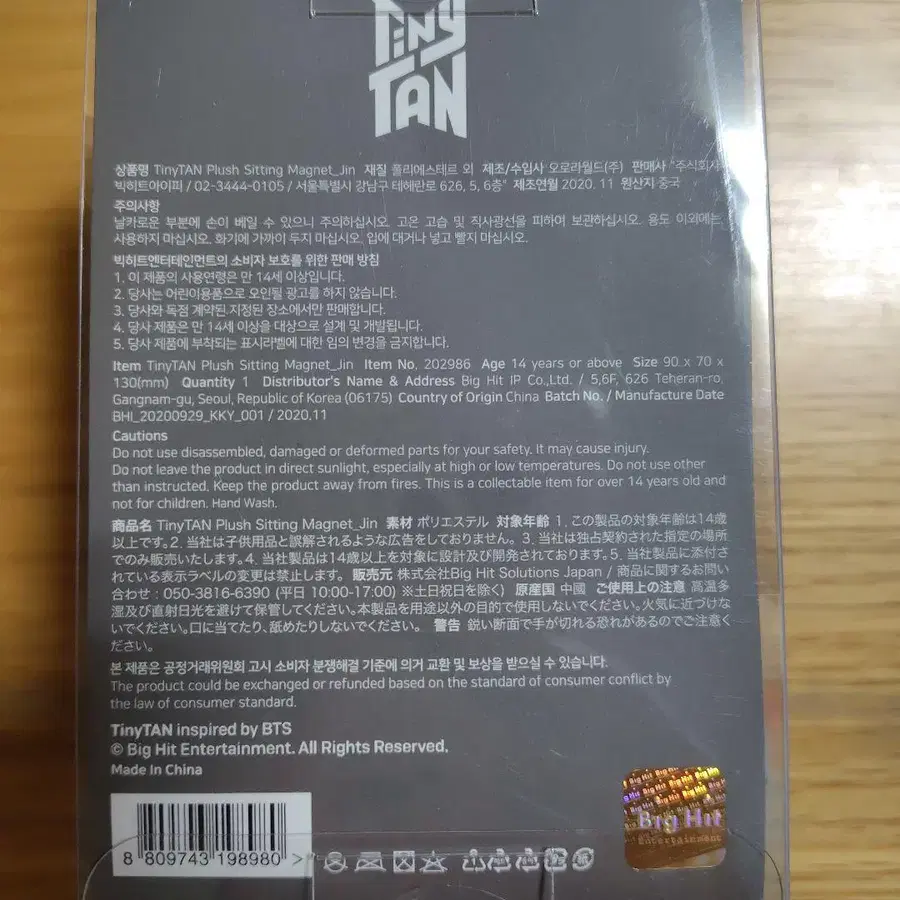 TINY
TAN
상품명 TinyTAN Plush Sitting Magnet_Jin 재질 폴리에스테르 외 제조/수입사 오로라월드(주) 판매사 "주식회사
빅히트아이피 / 02-3444-0105 / 서울특별시 강남구 테헤란로 626, 5, 6층" 제조연월 2020. 11 원산지 중국
주의사항
날카로운 부분에 손이 베일 수 있으니 주의하십시오. 고온 고습 및 직사광선을 피하여 보관하십시오. 용도 이외에는
사용하지 마십시오. 화기에 가까이 두지 마십시오. 입에 대거나 넣고 빨지 마십시오.
빅히트엔터테인먼트의 소비자 보호를 위한 판매 방침
1. 이 제품의 사용연령은 만 14세 이상입니다.
2. 당사는 어린이용품으로 오인될 광고를 하지 않습니다.
3. 당사와 독점 계약된 지정된 장소에서만 판매합니다.
4. 당사 제품은 만 14세 이상을 대상으로 설계 및 개발됩니다.
5. 당사 제품에 부착되는 표시라벨에 대한 임의 변경을 금지합니다.
Item TinyTAN Plush Sitting Magnet_Jin Item No. 202986 Age 14 years or above Size 90 x 70 x
130(mm) Quantity 1 Distributor's Name & Address Big Hit IP Co.,Ltd. / 5,6F, 626 Teheran-ro,
Gangnam-gu, Seoul, Republic of Korea (06175) Country of Origin China Batch No. / Manufacture Date
BHI_20200929_KKY_001 / 2020.11
Cautions
Do not use disassembled, damaged or deformed parts for your safety. It may cause injury.
Do not leave the product in direct sunlight, especially at high or low temperatures. Do not use other
than instructed. Keep the product away from fires. This is a collectable item for over 14 years old and
not for children. Hand Wash.
商品名 TinyTAN Plush Sitting Magnet_Jin 素材 ポリエステル 対象年齢 1. この製品の対象年齢は14歳
以上です。2. 当社は子供用品と誤解されるような広告をしておりません。3. 当社は独占契約された指定の場所
でのみ販売いたします。4. 当社製品は14歳以上を対象に設計及び開発されております。5. 当社製品に添付さ
れている表示ラベルの変更は禁止します。 販売元 株式会社Big Hit Solutions Japan / 商品に関するお問い
合わせ : 050-3816-6390 (平日 10:00-17:00) ※土日祝日を除く) 原産国 中國 ご使用上の注意 高温多
湿及び直射日光を避けて保管してください。本製品を用途以外の目的で使用しないでください。火気に近づけな
いでください。口に当てたり、舐めたりしないでください。 警告 鋭い断面で手が切れる恐れがあるのでご注意く
ださい。
본 제품은 공정거래위원회 고시 소비자 분쟁해결 기준에 의거 교환 및 보상을 받으실 수 있습니다.
The product could be exchanged or refunded based on the standard of consumer conflict by
the law of consumer standard.
TinyTAN inspired by BTS
© Big Hit Entertainment. All Rights Reserved.
Made In China
8 809743 198980 >
Big Hit
Entertainment